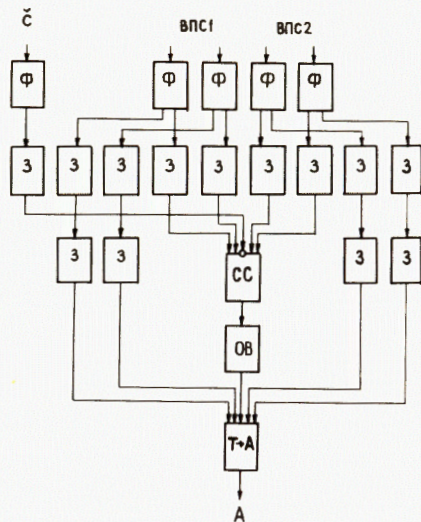 Č ВПС1 ВПС2
Ф Ф Ф Ф Ф
З З З З З З З З З
З З З З
СС
ОВ
Т→А
А